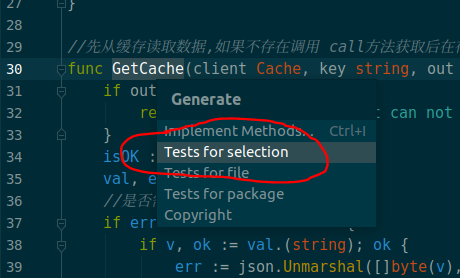 27 }
28
29 //先从缓存读取数据,如果不存在调用 call方法获取后在
30 func GetCache(client Cache, key string, out
31 if out
32 re t can not
33 }
34 isOK :
35 val, e
36 //是否
37 if err {
38 if v, ok := val.(string); ok {
39 err := json.Unmarshal([]byte(v),
Generate
Implement Methods... Ctrl+I
Tests for selection
Tests for file
Tests for package
Copyright